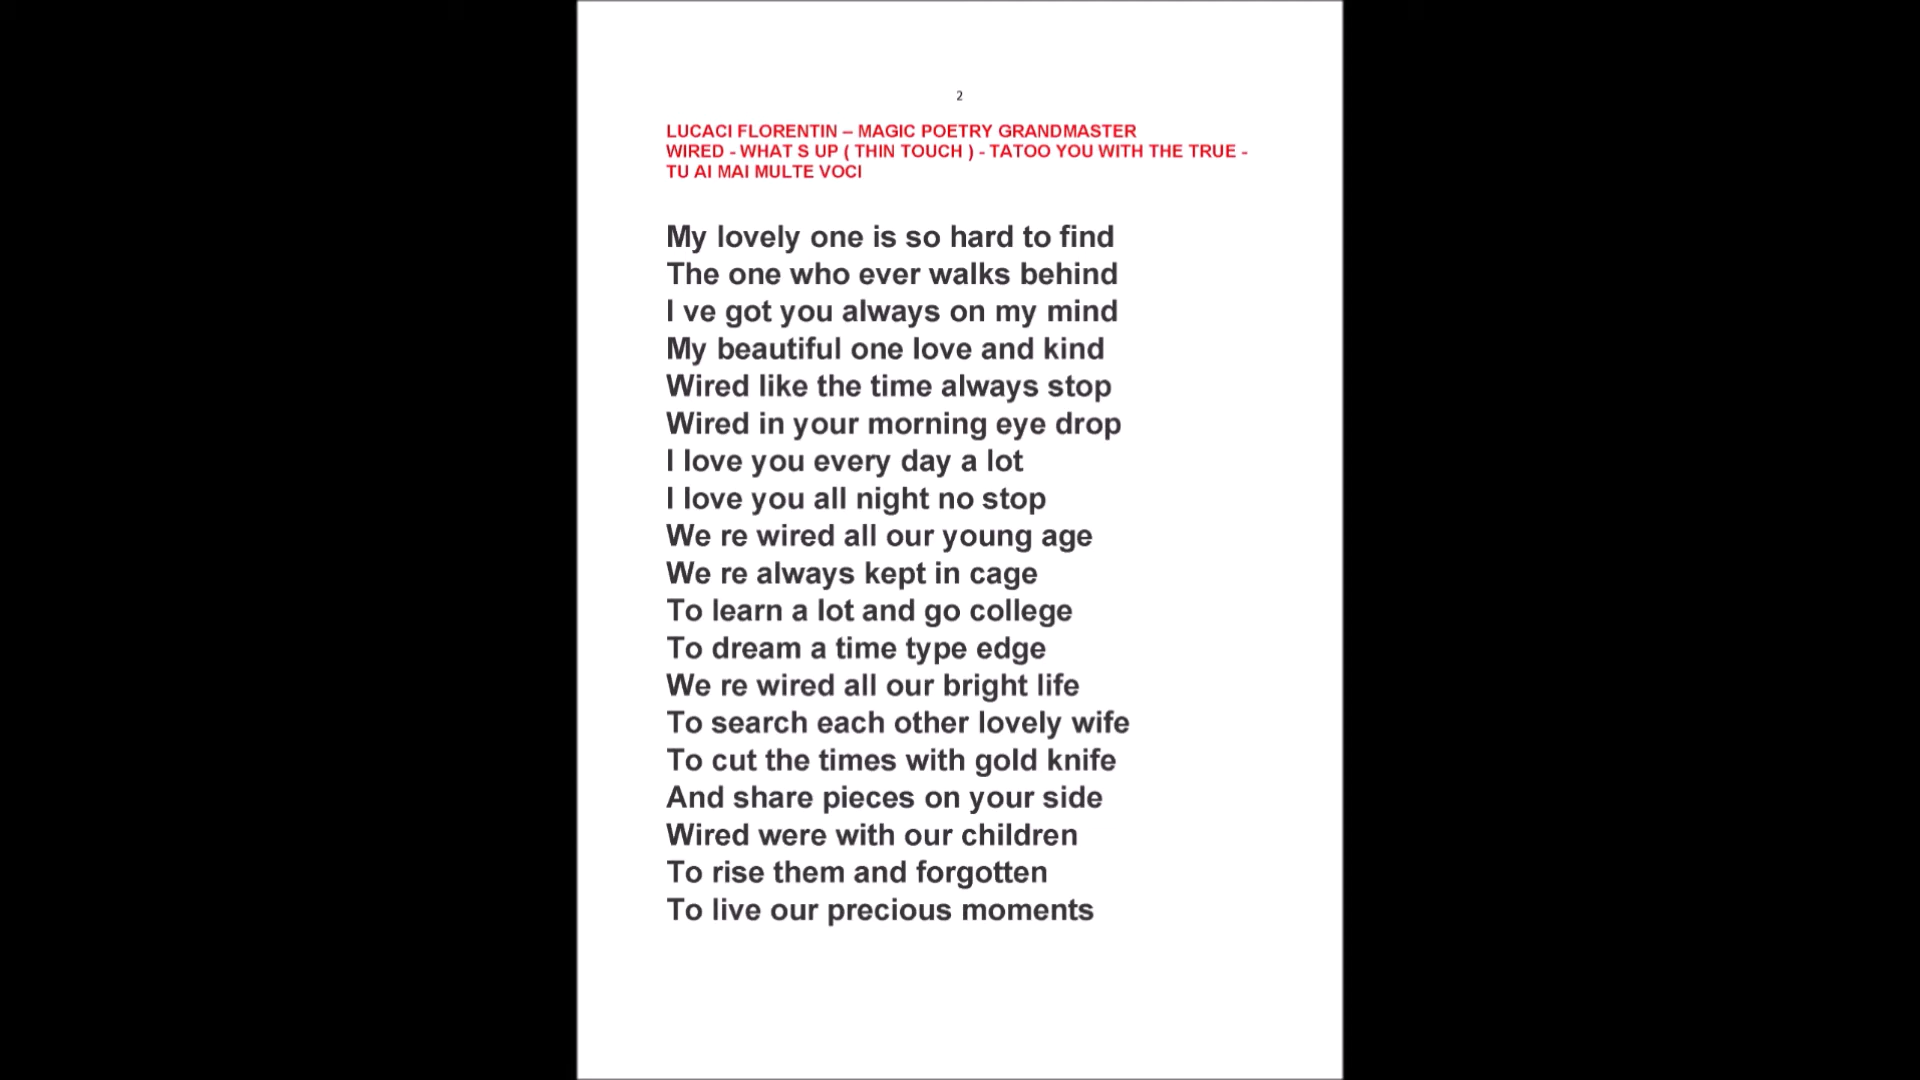 2
LUCACI FLORENTIN – MAGIC POETRY GRANDMASTER
WIRED - WHAT S UP ( THIN TOUCH ) - TATOO YOU WITH THE TRUE -
TU AI MAI MULTE VOCI
My lovely one is so hard to find
The one who ever walks behind
I ve got you always on my mind
My beautiful one love and kind
Wired like the time always stop
Wired in your morning eye drop
I love you every day a lot
I love you all night no stop
We re wired all our young age
We re always kept in cage
To learn a lot and go college
To dream a time type edge
We re wired all our bright life
To search each other lovely wife
To cut the times with gold knife
And share pieces on your side
Wired were with our children
To rise them and forgotten
To live our precious moments